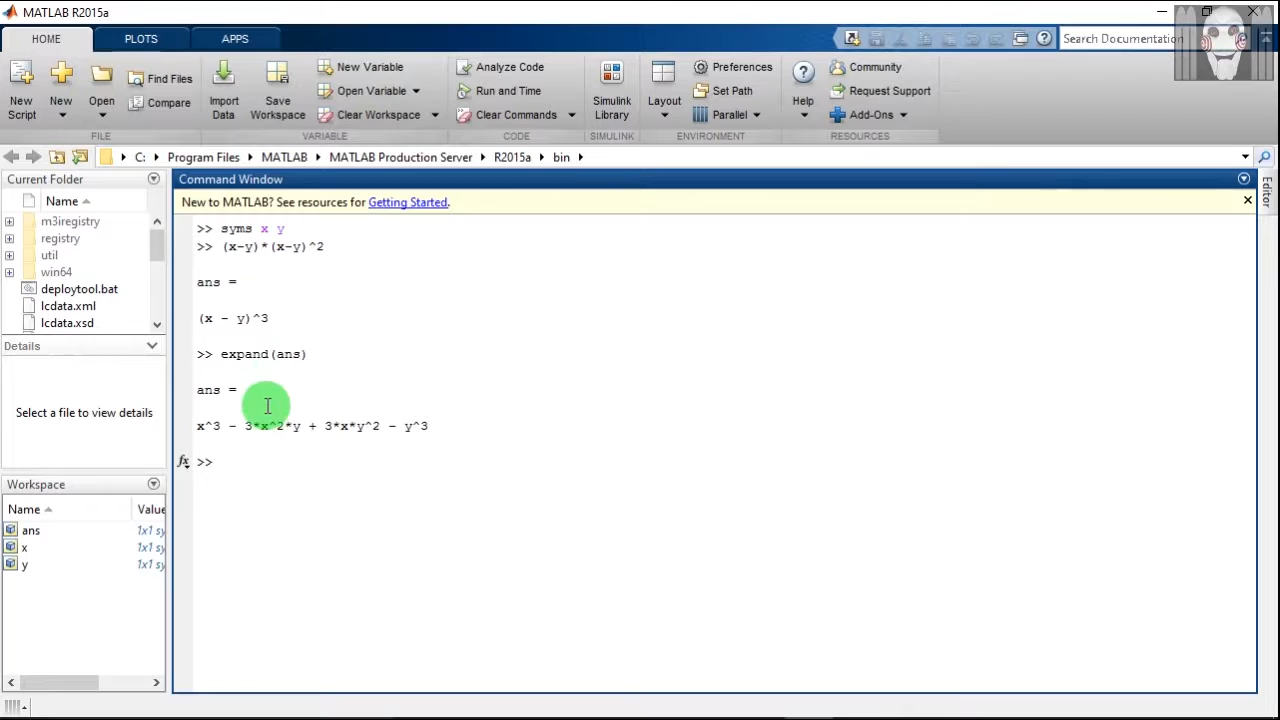 MATLAB R2015a
HOME PLOTS APPS
Search Documentation
New Script
New
Open
Find Files
Compare
Import Data
Save Workspace
New Variable
Open Variable
Clear Workspace
Analyze Code
Run and Time
Clear Commands
Simulink Library
Layout
Preferences
Set Path
Parallel
Help
Community
Request Support
Add-Ons
FILE VARIABLE CODE SIMULINK ENVIRONMENT RESOURCES
C: Program Files MATLAB MATLAB Production Server R2015a bin
Current Folder
Name
m3iregistry
registry
util
win64
deploytool.bat
lcdata.xml
lcdata.xsd
Details
Select a file to view details
Workspace
Name Value
ans 1x1 sy
x 1x1 sy
y 1x1 sy
Command Window
New to MATLAB? See resources for Getting Started.
>> syms x y
>> (x-y)*(x-y)^2
ans =
(x - y)^3
>> expand(ans)
ans =
x^3 - 3*x^2*y + 3*x*y^2 - y^3
fx >>
Editor